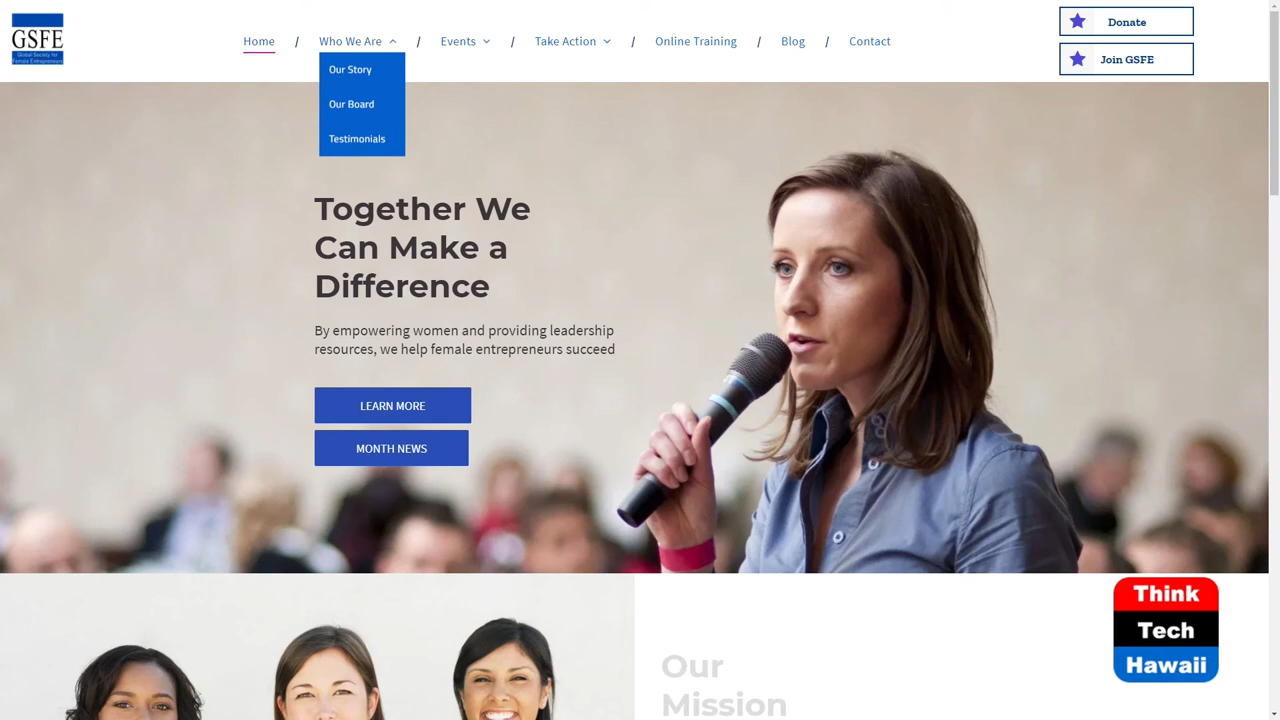 GSFE
Global Society for
Female Entrepreneurs
Home / Who We Are / Events / Take Action / Online Training / Blog / Contact
Donate
Join GSFE
Our Story
Our Board
Testimonials
Together We
Can Make a
Difference
By empowering women and providing leadership
resources, we help female entrepreneurs succeed
LEARN MORE
MONTH NEWS
Our
Mission
Think
Tech
Hawaii